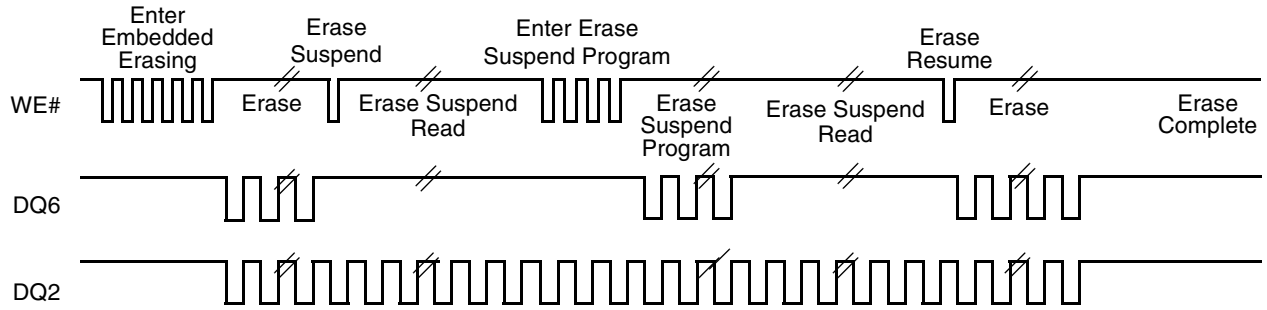 Enter
Embedded
Erasing
Erase
Suspend
Enter Erase
Suspend Program
Erase
Resume
WE#
Erase
Erase Suspend
Read
Erase
Suspend
Program
Erase Suspend
Read
Erase
Erase
Complete
DQ6
DQ2